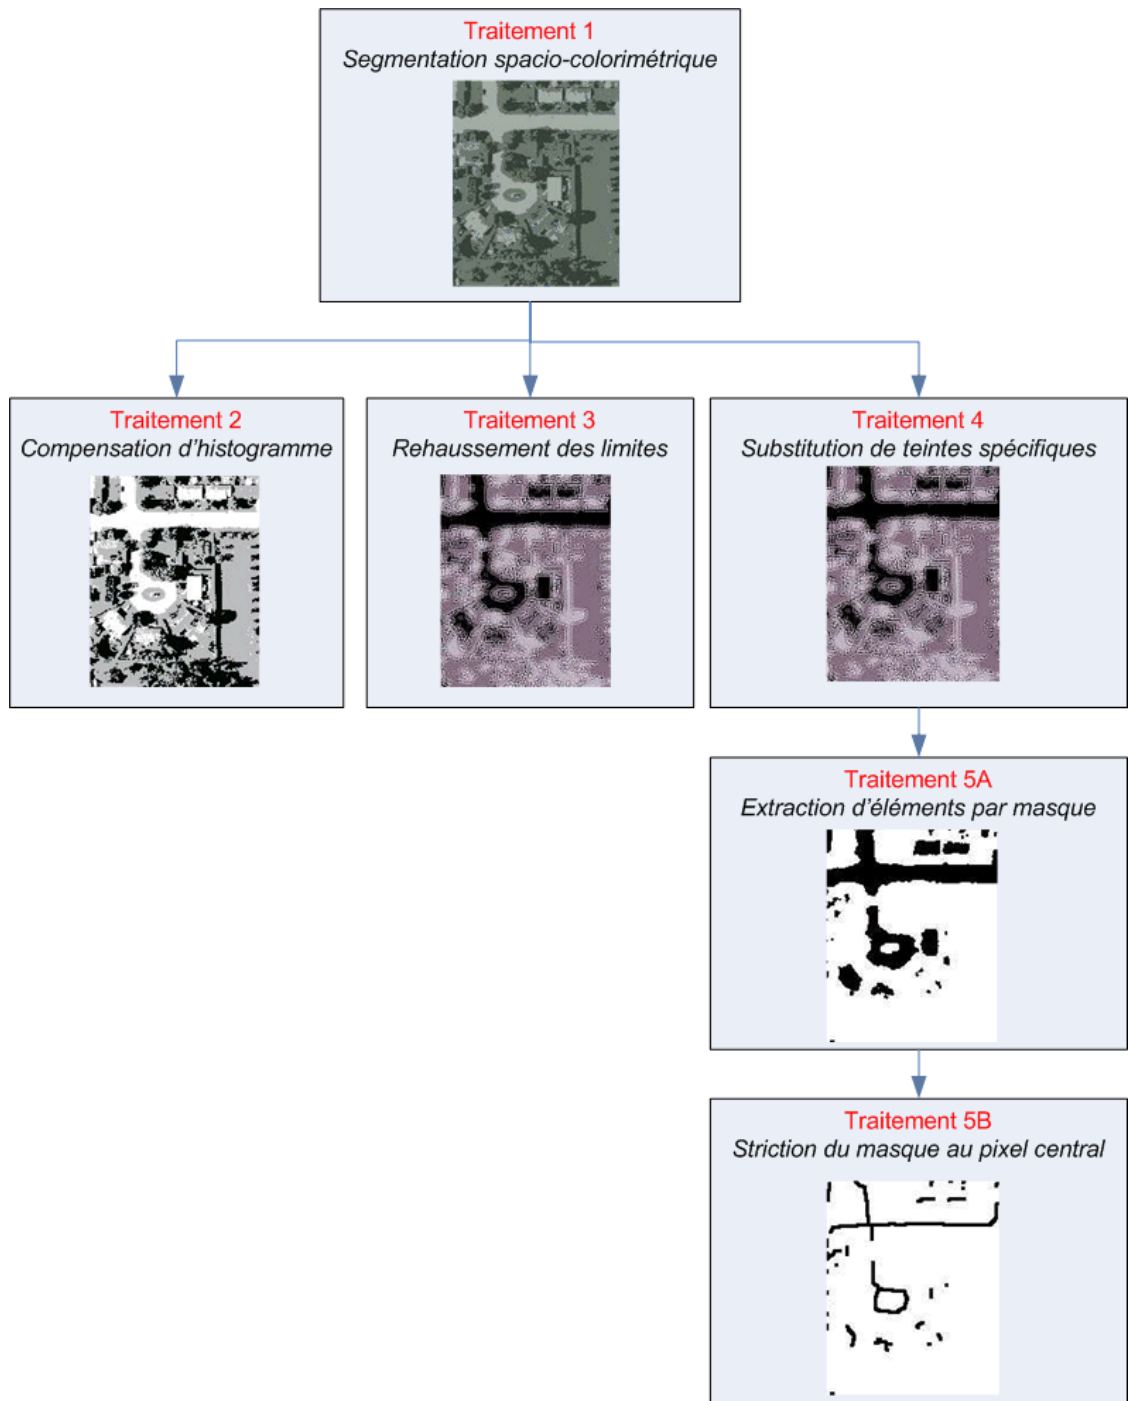 Traitement 1
Segmentation spacio-colorimétrique
Traitement 2
Compensation d'histogramme
Traitement 3
Rehaussement des limites
Traitement 4
Substitution de teintes spécifiques
Traitement 5A
Extraction d'éléments par masque
Traitement 5B
Striction du masque au pixel central